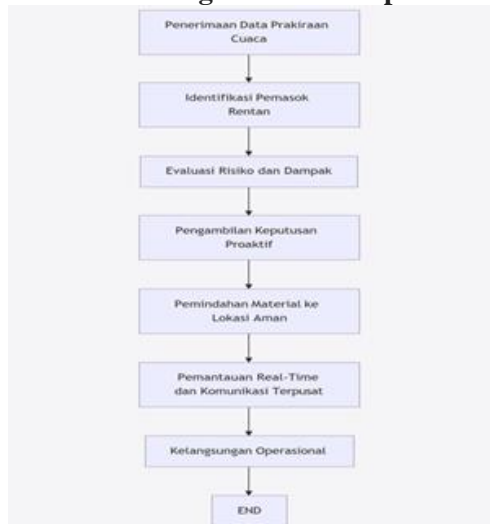 Penerimaan Data Prakiraan
Cuaca
Identifikasi Pemasok
Rentan
Evaluasi Risiko dan Dampak
Pengambilan Keputusan
Proaktif
Pemindahan Material ke
Lokasi Aman
Pemantauan Real-Time
dan Komunikasi Terpusat
Kelangsungan Operasional
END